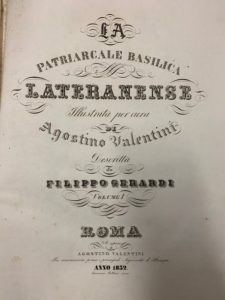 LA
PATRIARCALE BASILICA
LATERANENSE
Illustrata per cura
DI
Agostino Valentini
Descritta
da
FILIPPO GERARDI
VOLUME I
ROMA
AGOSTINO VALENTINI
ANNO 1832